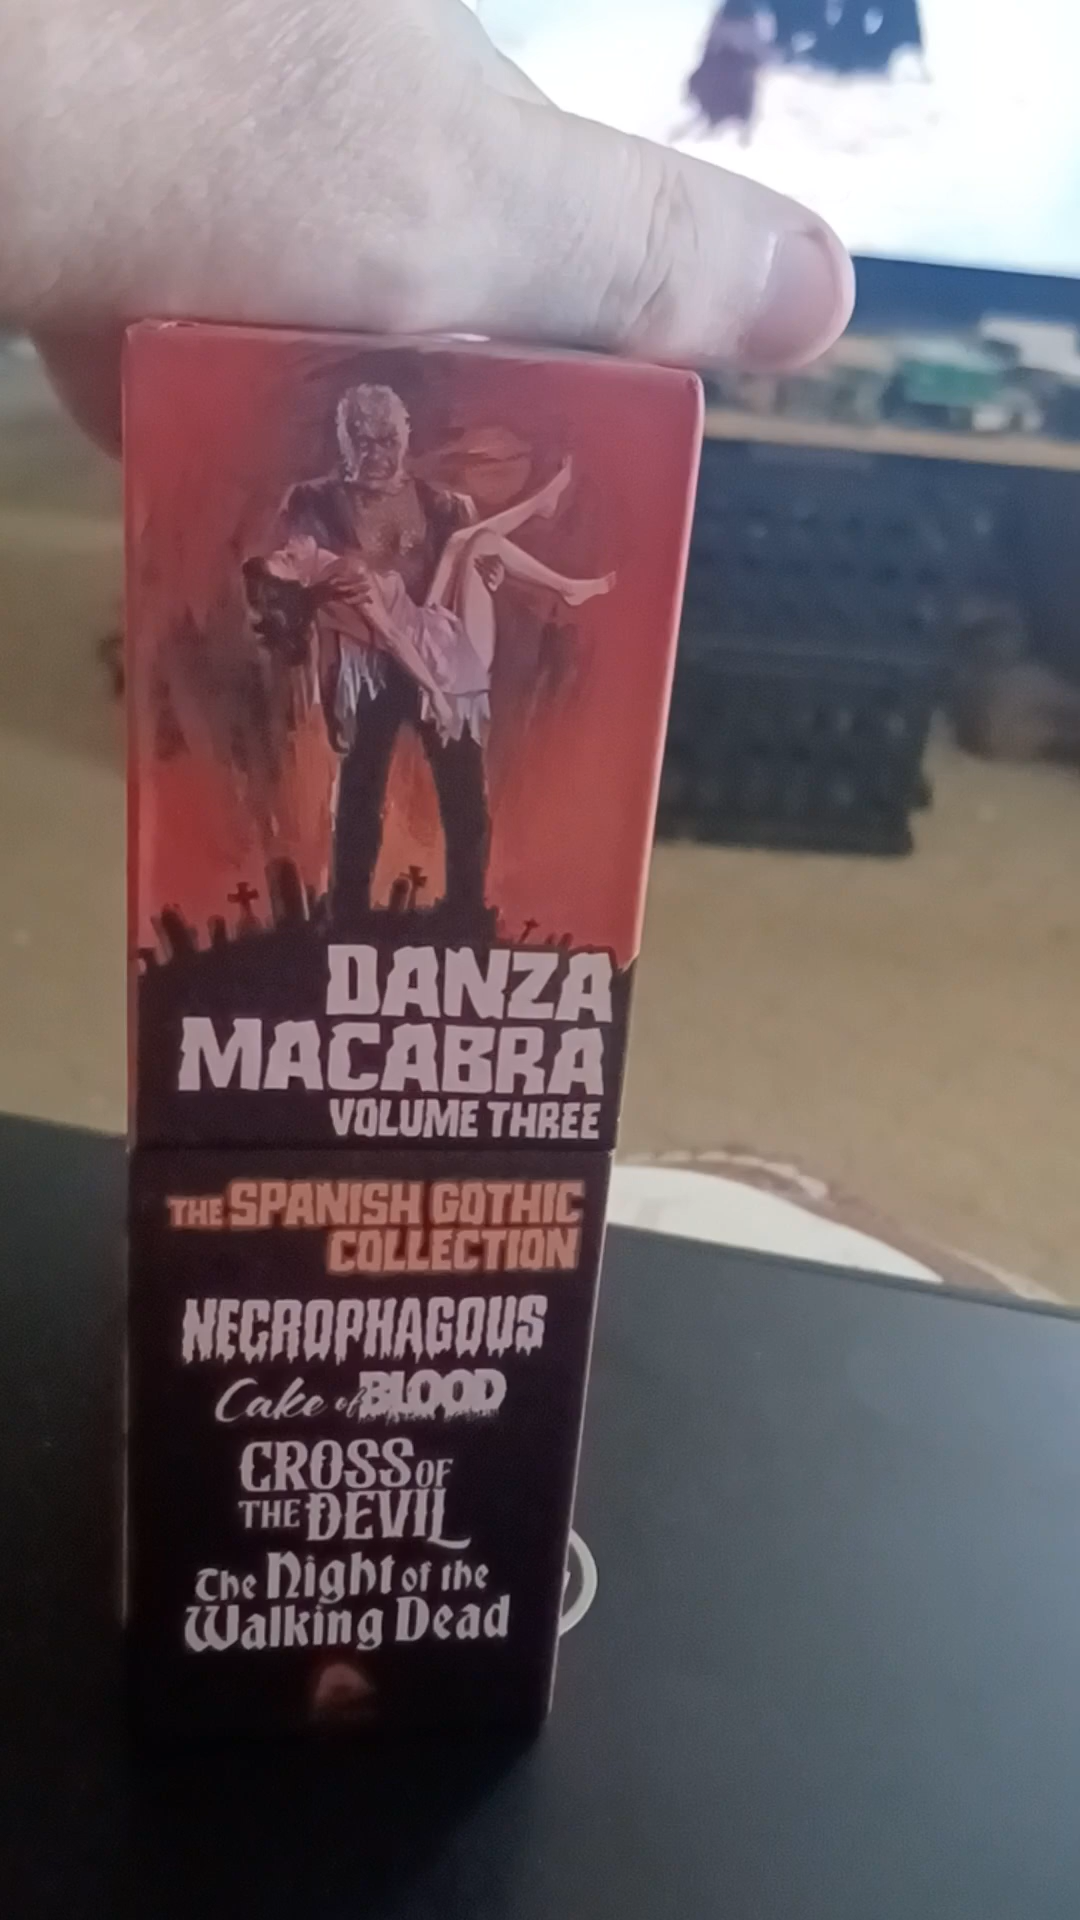 DANZA
MACABRA
VOLUME THREE
THE SPANISH GOTHIC
COLLECTION
NECROPHAGOUS
Cake of BLOOD
CROSS OF
THE DEVIL
The Night of the
Walking Dead